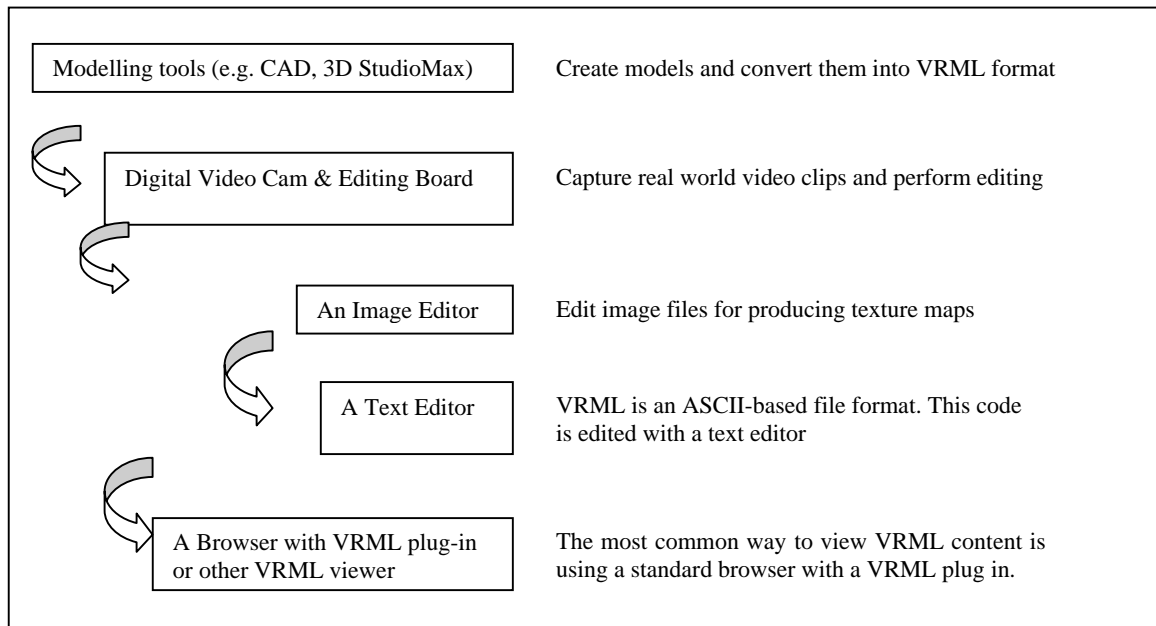 Modelling tools (e.g. CAD, 3D StudioMax)
Create models and convert them into VRML format
Digital Video Cam & Editing Board
Capture real world video clips and perform editing
An Image Editor
Edit image files for producing texture maps
A Text Editor
VRML is an ASCII-based file format. This code
is edited with a text editor
A Browser with VRML plug-in
or other VRML viewer
The most common way to view VRML content is
using a standard browser with a VRML plug in.